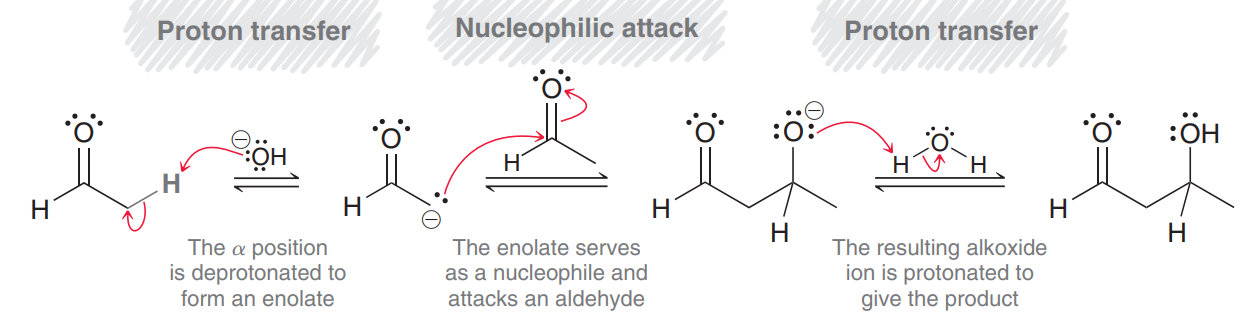 Proton transfer
Nucleophilic attack
Proton transfer
O
H
H
⊖
OH
O
H
⊖
O
H
O
H
O
⊖
H
O
H
H
O
H
OH
H
The α position
is deprotonated to
form an enolate
The enolate serves
as a nucleophile and
attacks an aldehyde
The resulting alkoxide
ion is protonated to
give the product